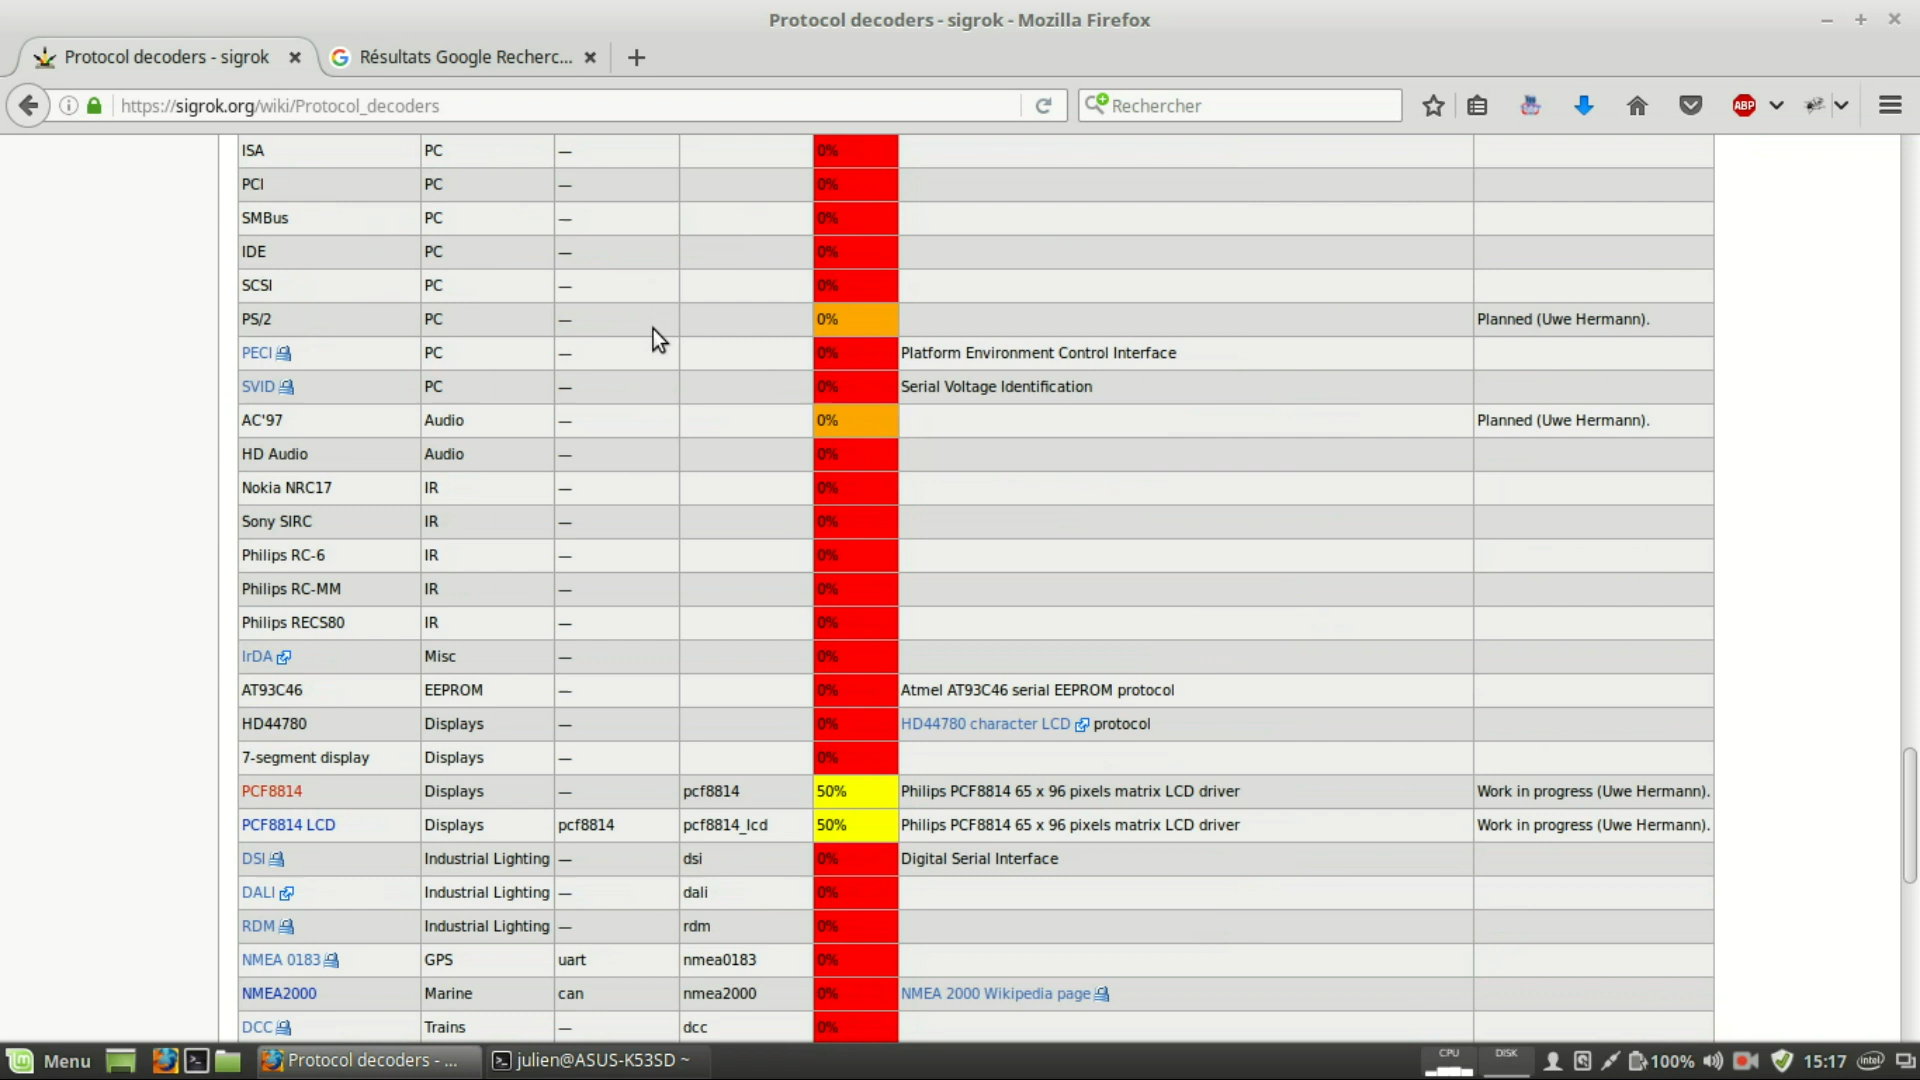 Protocol decoders - sigrok - Mozilla Firefox
Protocol decoders - sigrok
Résultats Google Recherc...
https://sigrok.org/wiki/Protocol_decoders
Rechercher
ABP
ISA PC — 0%
PCI PC — 0%
SMBus PC — 0%
IDE PC — 0%
SCSI PC — 0%
PS/2 PC — 0% Planned (Uwe Hermann).
PECI PC — 0% Platform Environment Control Interface
SVID PC — 0% Serial Voltage Identification
AC'97 Audio — 0% Planned (Uwe Hermann).
HD Audio Audio — 0%
Nokia NRC17 IR — 0%
Sony SIRC IR — 0%
Philips RC-6 IR — 0%
Philips RC-MM IR — 0%
Philips RECS80 IR — 0%
IrDA Misc — 0%
AT93C46 EEPROM — 0% Atmel AT93C46 serial EEPROM protocol
HD44780 Displays — 0% HD44780 character LCD protocol
7-segment display Displays — 0%
PCF8814 Displays — pcf8814 50% Philips PCF8814 65 x 96 pixels matrix LCD driver Work in progress (Uwe Hermann).
PCF8814 LCD Displays pcf8814 pcf8814_lcd 50% Philips PCF8814 65 x 96 pixels matrix LCD driver Work in progress (Uwe Hermann).
DSI Industrial Lighting — dsi 0% Digital Serial Interface
DALI Industrial Lighting — dali 0%
RDM Industrial Lighting — rdm 0%
NMEA 0183 GPS uart nmea0183 0%
NMEA2000 Marine can nmea2000 0% NMEA 2000 Wikipedia page
DCC Trains — dcc 0%
Menu
Protocol decoders - ...
julien@ASUS-K53SD ~
CPU
DISK
100%
15:17
intel